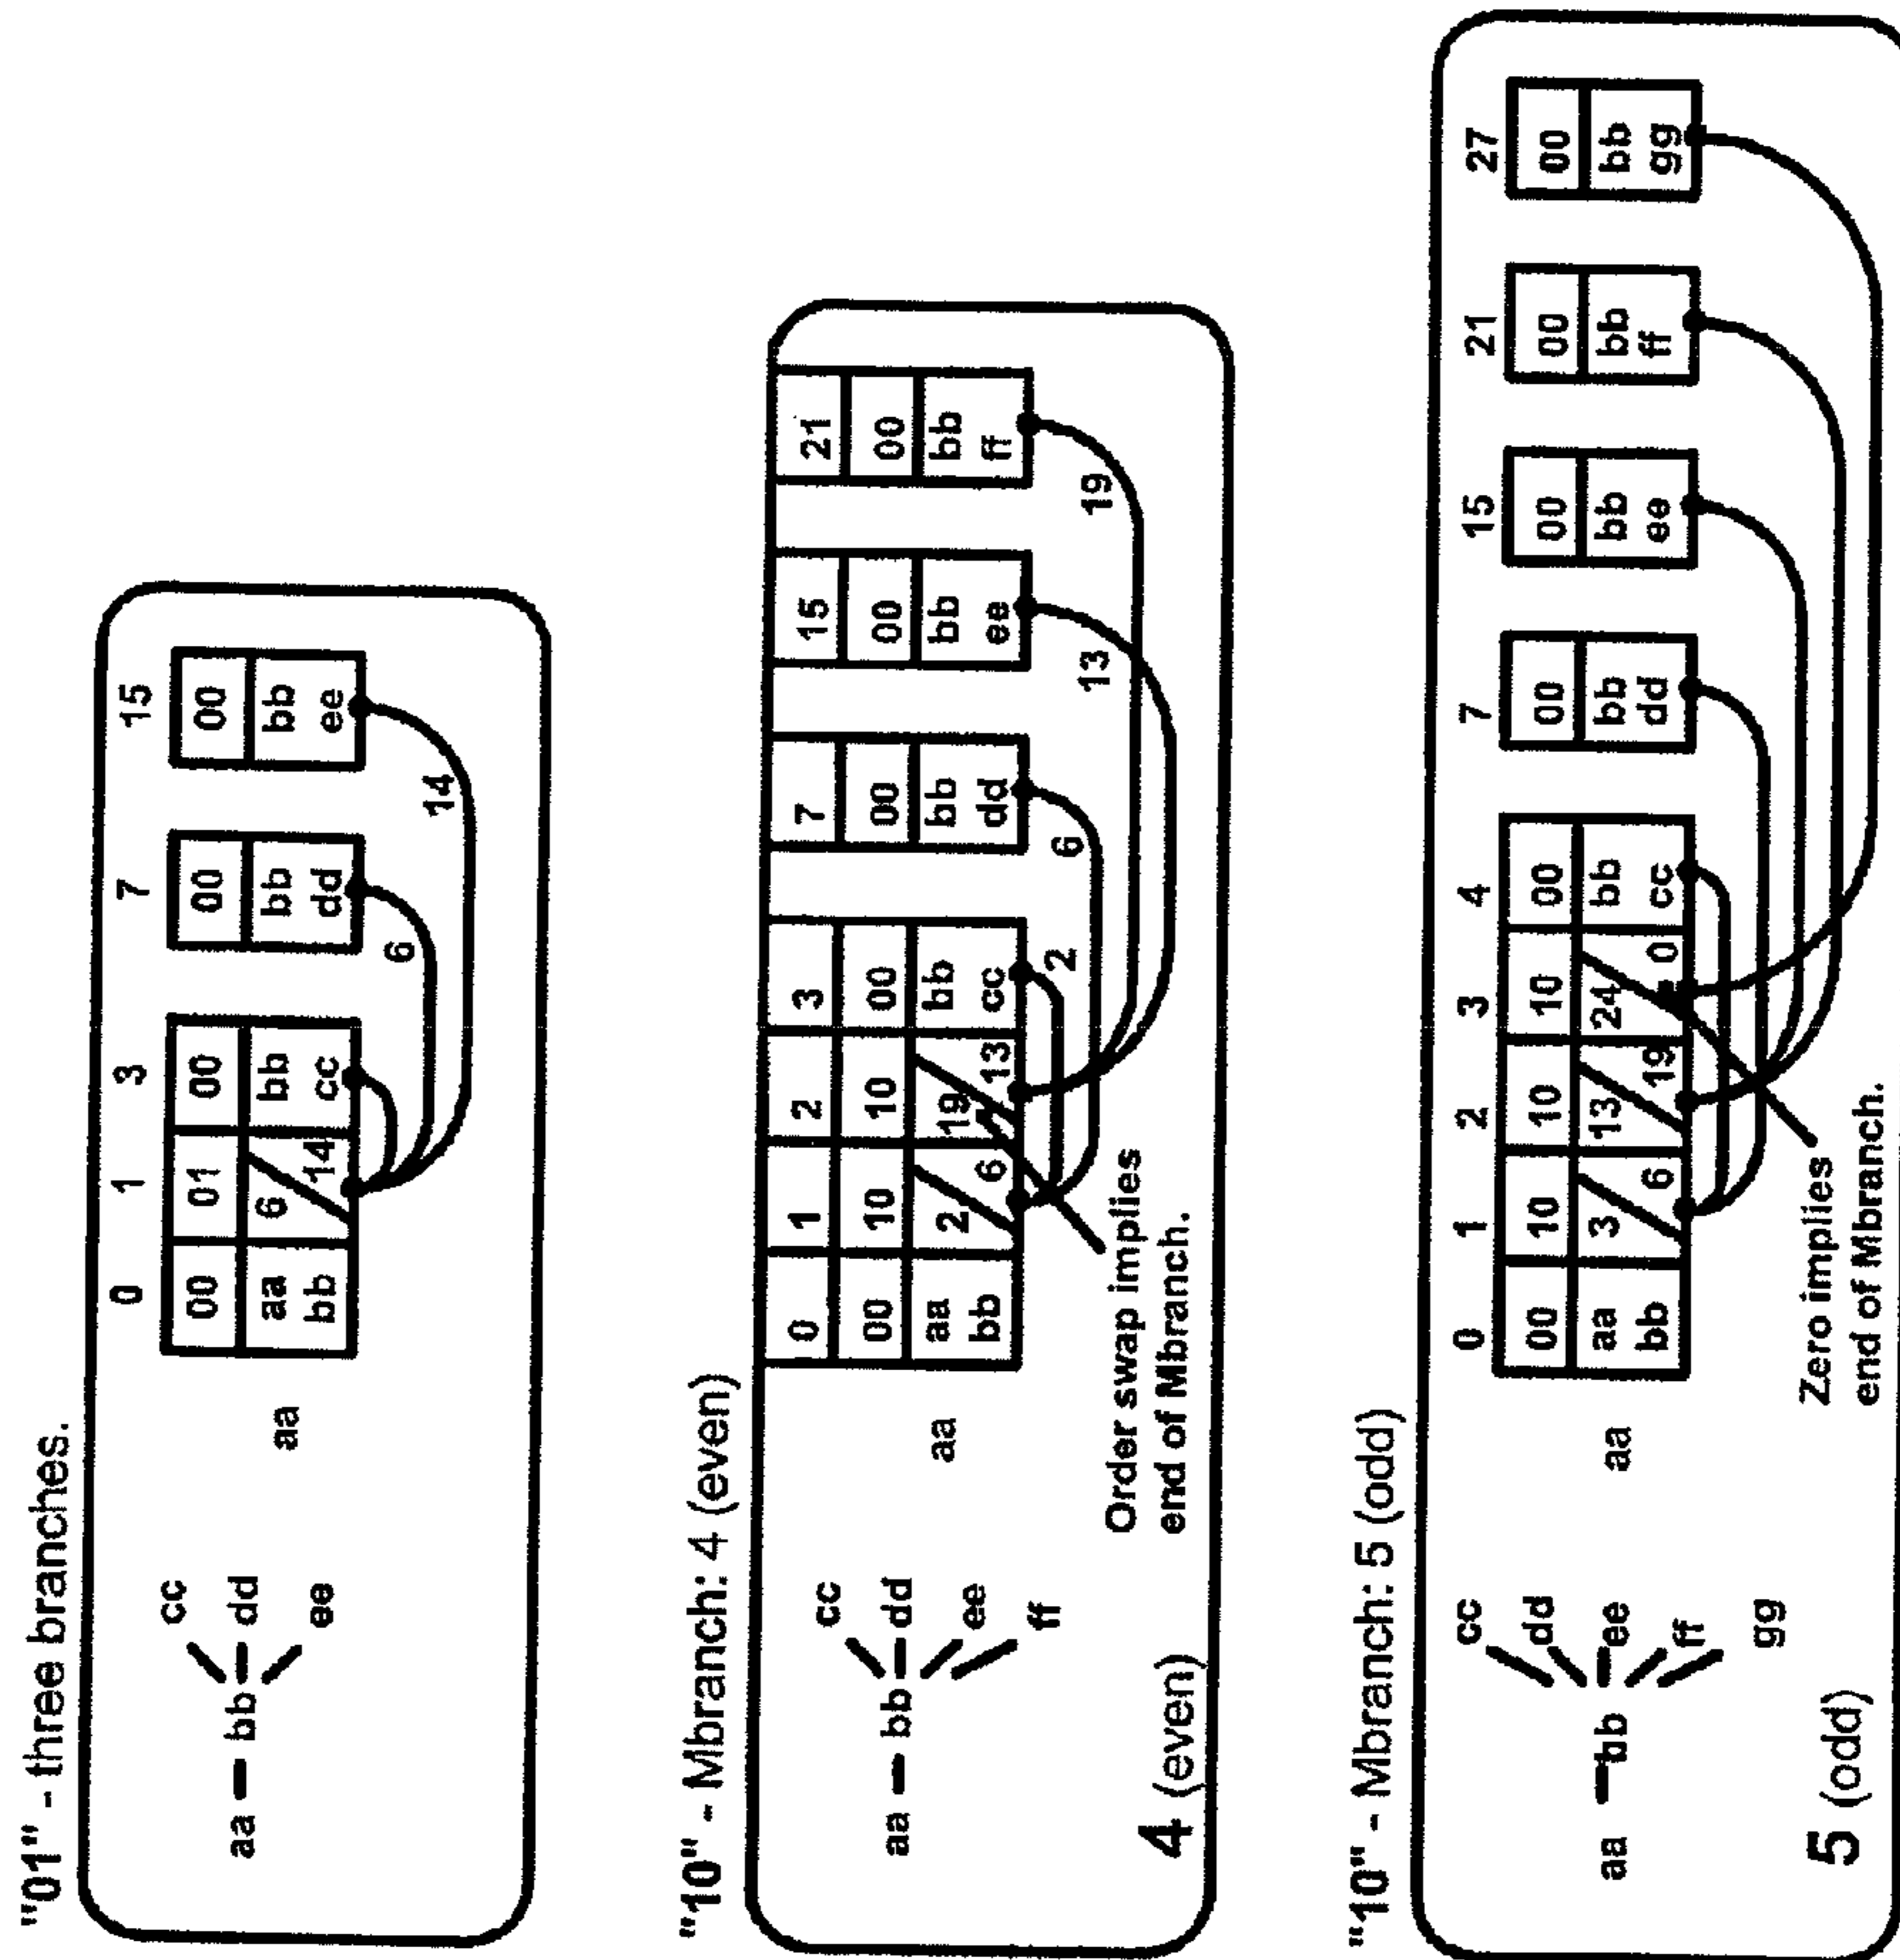 "01" - three branches.
aa bb cc dd ee
aa
0 1 3 7 15
00 01 00 00 00
aa 6 bb bb bb
bb 14 cc dd ee
6
14
"10" - Mbranch: 4 (even)
aa bb cc dd ee ff
aa
0 1 2 3 7 15 21
00 10 10 00 00 00 00
aa 2 19 bb bb bb bb
bb 6 13 cc dd ee ff
2
6
13
19
Order swap implies
end of Mbranch.
4 (even)
"10" - Mbranch: 5 (odd)
aa bb cc dd ee ff gg
aa
0 1 2 3 4 7 15 21 27
00 10 10 10 00 00 00 00 00
aa 3 13 24 bb bb bb bb bb
bb 6 19 0 cc dd ee ff gg
Zero implies
end of Mbranch.
5 (odd)